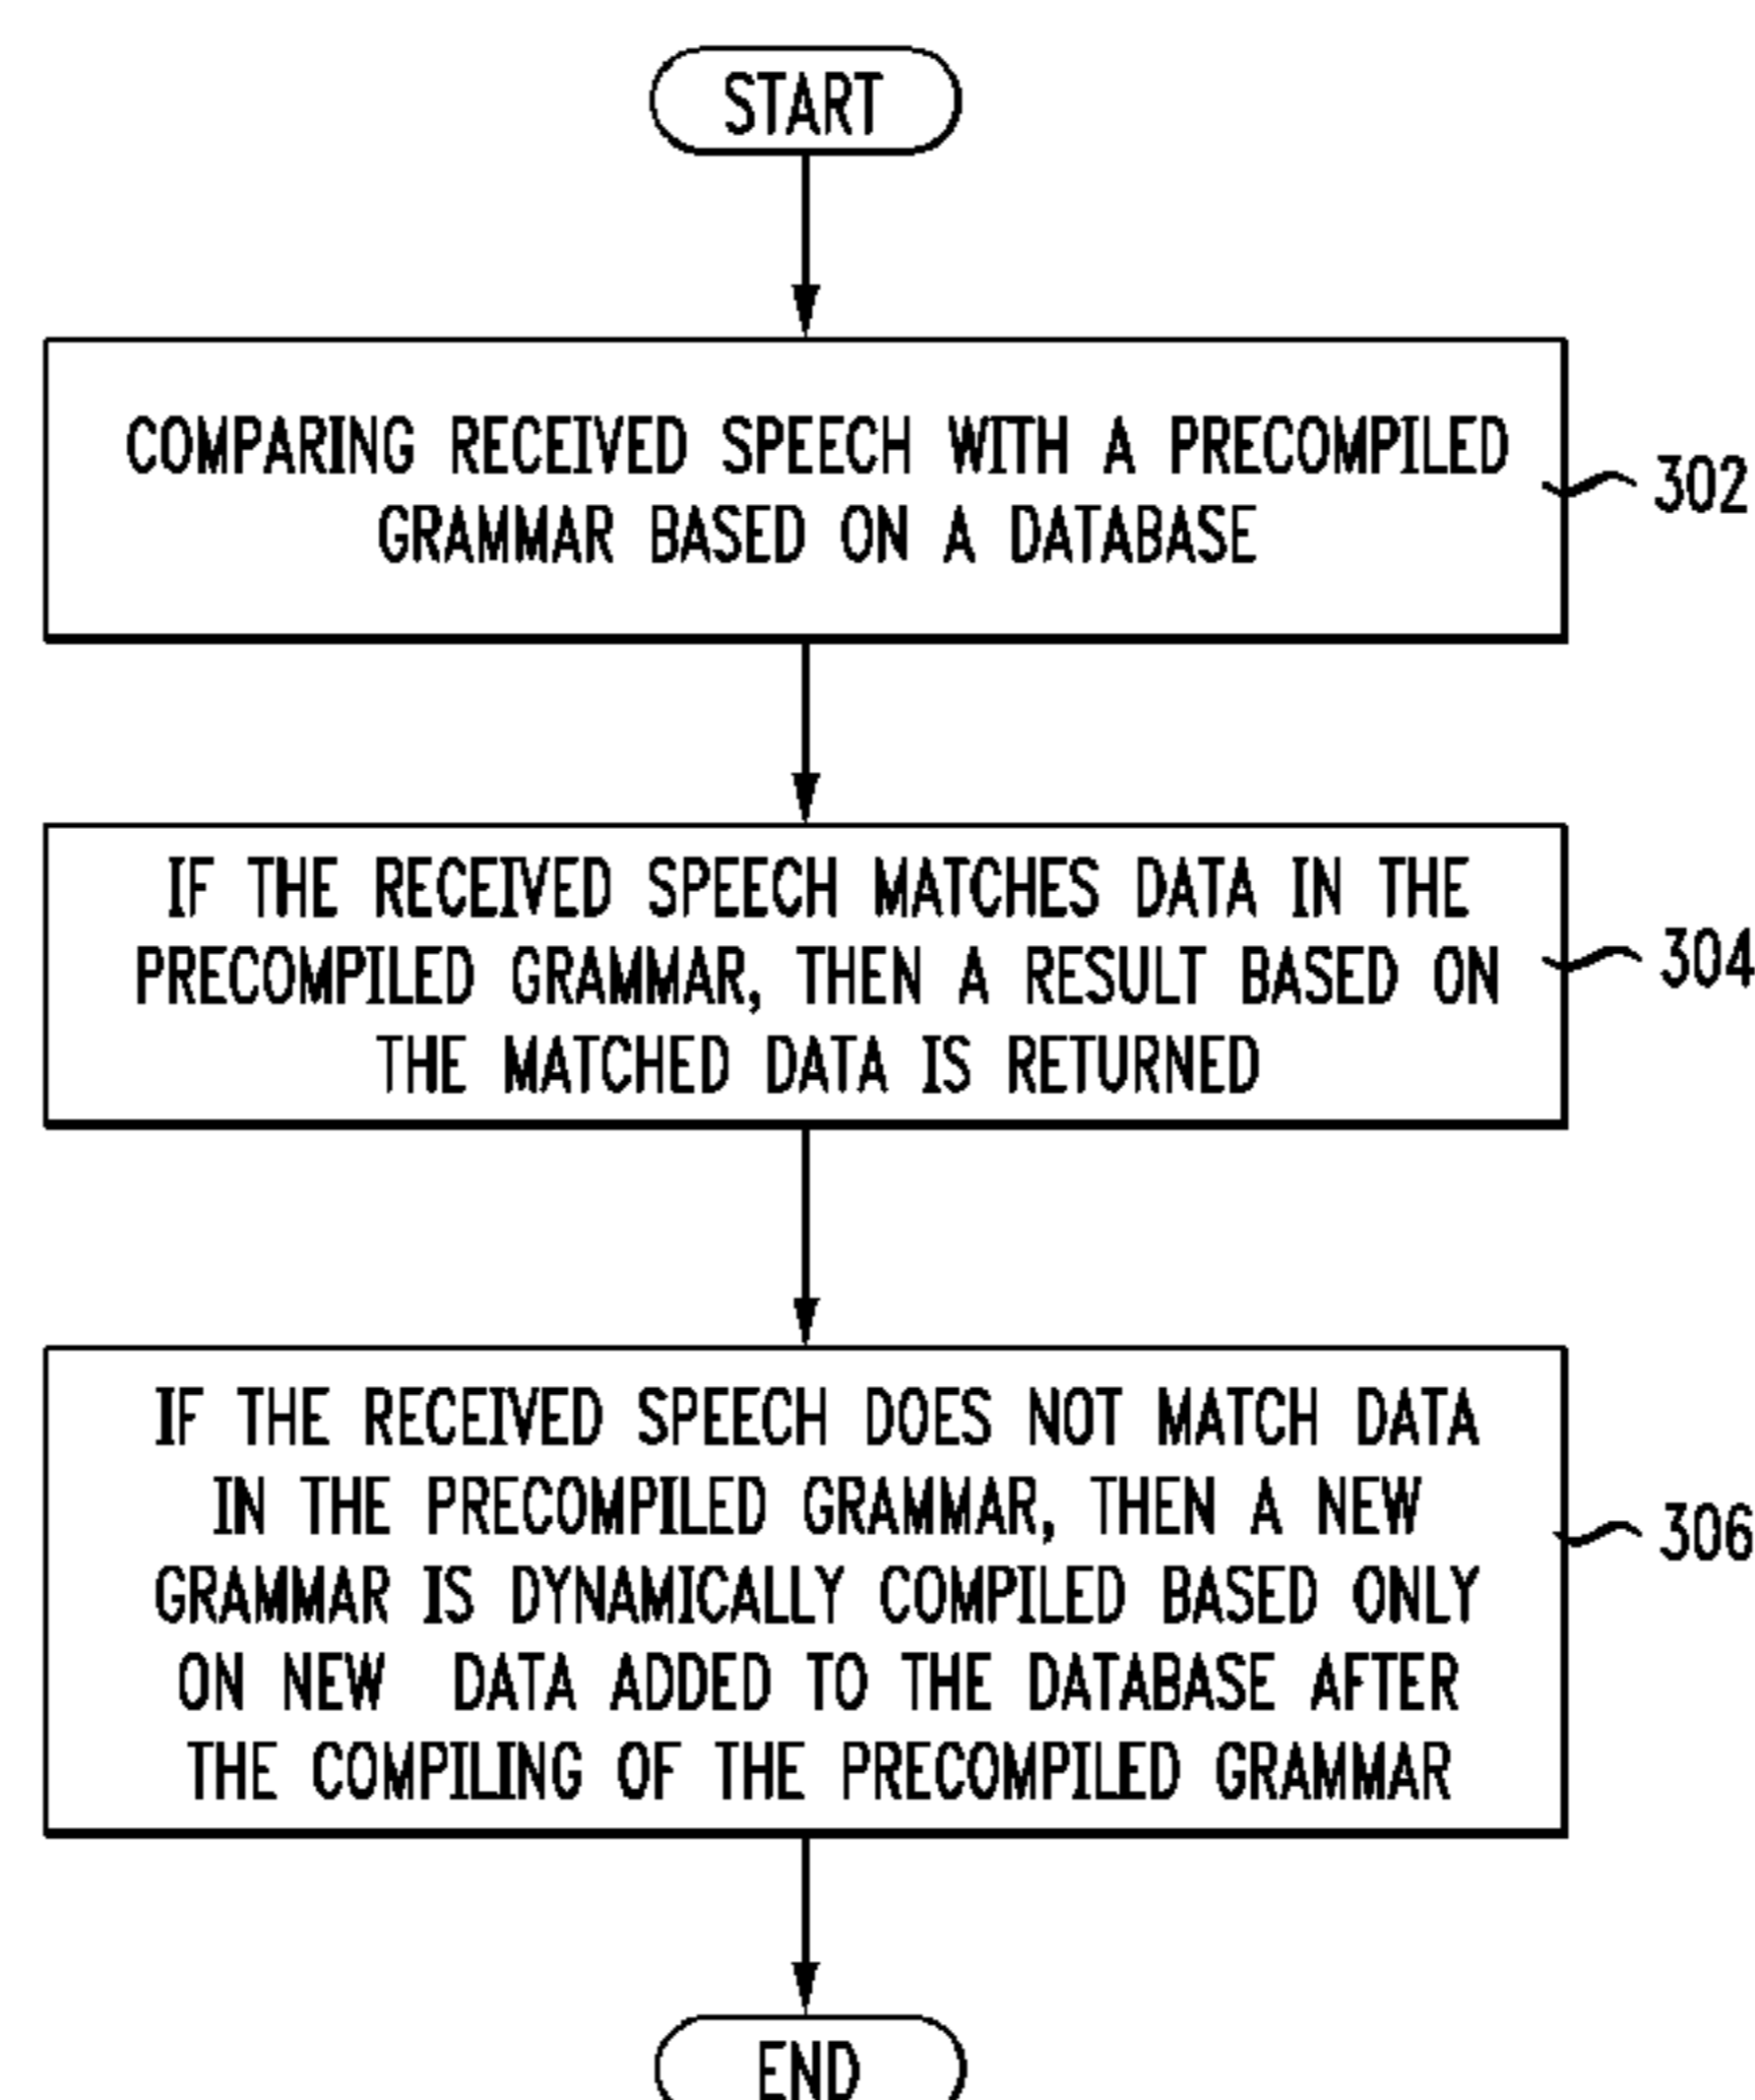 START
COMPARING RECEIVED SPEECH WITH A PRECOMPILED
GRAMMAR BASED ON A DATABASE
302
IF THE RECEIVED SPEECH MATCHES DATA IN THE
PRECOMPILED GRAMMAR, THEN A RESULT BASED ON
THE MATCHED DATA IS RETURNED
304
IF THE RECEIVED SPEECH DOES NOT MATCH DATA
IN THE PRECOMPILED GRAMMAR, THEN A NEW
GRAMMAR IS DYNAMICALLY COMPILED BASED ONLY
ON NEW DATA ADDED TO THE DATABASE AFTER
THE COMPILING OF THE PRECOMPILED GRAMMAR
306
END